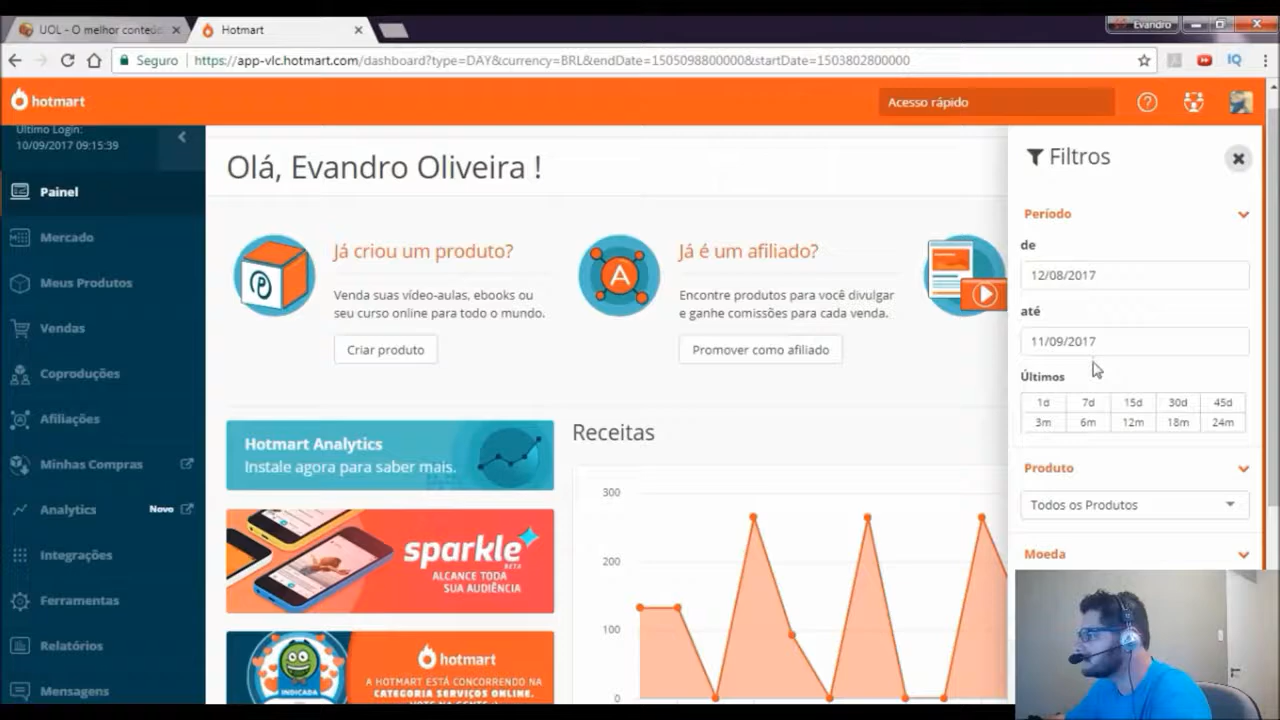 UOL - O melhor conteúd
Hotmart
Evandro
Seguro
https://app-vlc.hotmart.com/dashboard?type=DAY&currency=BRL&endDate=1505098800000&startDate=1503802800000
IQ
hotmart
Acesso rápido
Último Login:
10/09/2017 09:15:39
Painel
Mercado
Meus Produtos
Vendas
Coproduções
Afiliações
Minhas Compras
Analytics
Novo
Integrações
Ferramentas
Relatórios
Mensagens
Olá, Evandro Oliveira !
Já criou um produto?
Venda suas vídeo-aulas, ebooks ou
seu curso online para todo o mundo.
Criar produto
Já é um afiliado?
Encontre produtos para você divulgar
e ganhe comissões para cada venda.
Promover como afiliado
A
Hotmart Analytics
Instale agora para saber mais.
sparkle
BETA
ALCANCE TODA
SUA AUDIÊNCIA
INDICADA
hotmart
A HOTMART ESTÁ CONCORRENDO NA
CATEGORIA SERVIÇOS ONLINE.
Receitas
300
200
100
0
Filtros
Período
de
12/08/2017
até
11/09/2017
Últimos
1d 7d 15d 30d 45d
3m 6m 12m 18m 24m
Produto
Todos os Produtos
Moeda